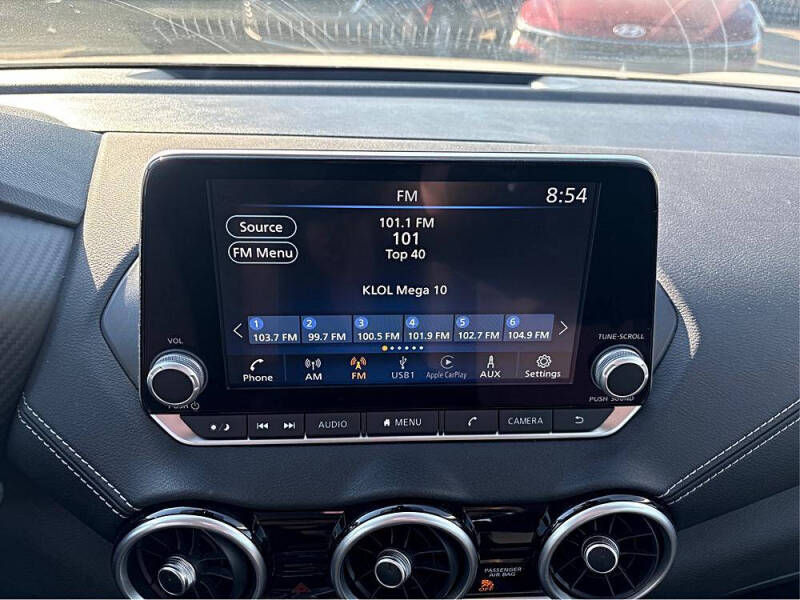 FM 8:54
Source
101.1 FM
101
FM Menu
Top 40
KLOL Mega 10
1 2 3 4 5 6
103.7 FM 99.7 FM 100.5 FM 101.9 FM 102.7 FM 104.9 FM
VOL
TUNE·SCROLL
Phone AM FM USB1 Apple CarPlay AUX Settings
PUSH
PUSH SOUND
AUDIO MENU CAMERA
PASSENGER
AIR BAG
OFF